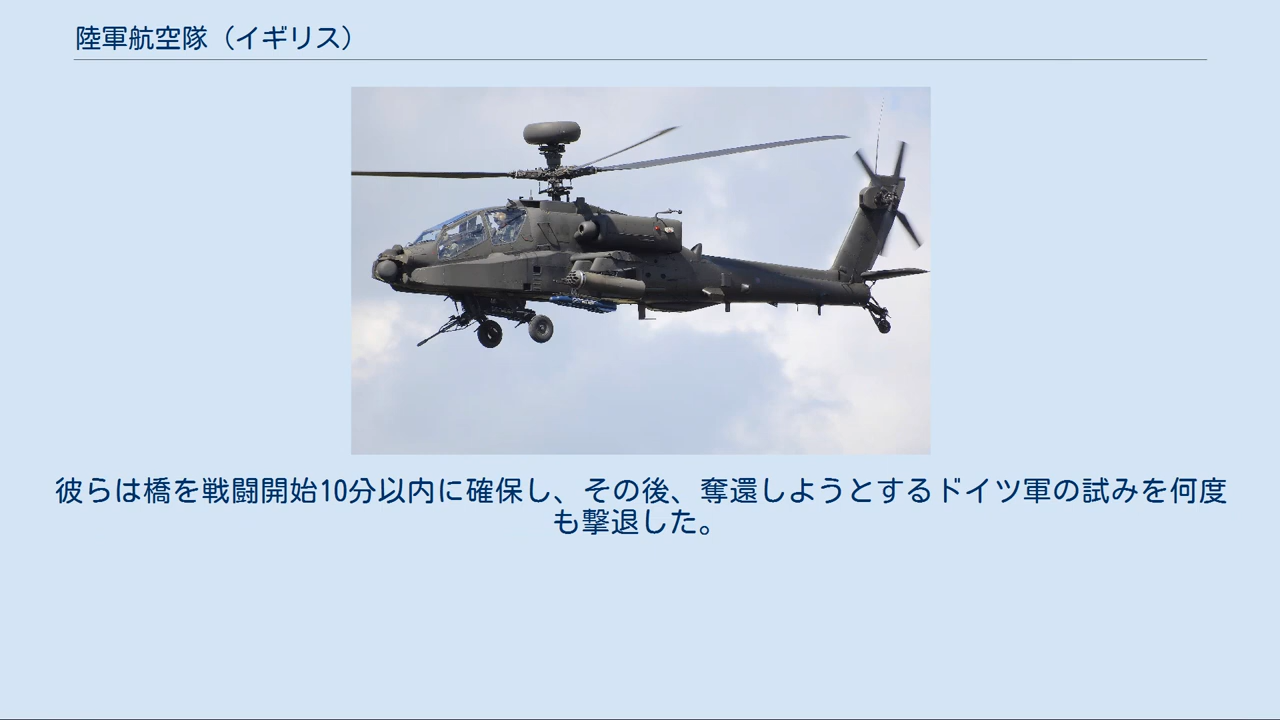 陸軍航空隊（イギリス）
彼らは橋を戦闘開始10分以内に確保し、その後、奪還しようとするドイツ軍の試みを何度
も撃退した。